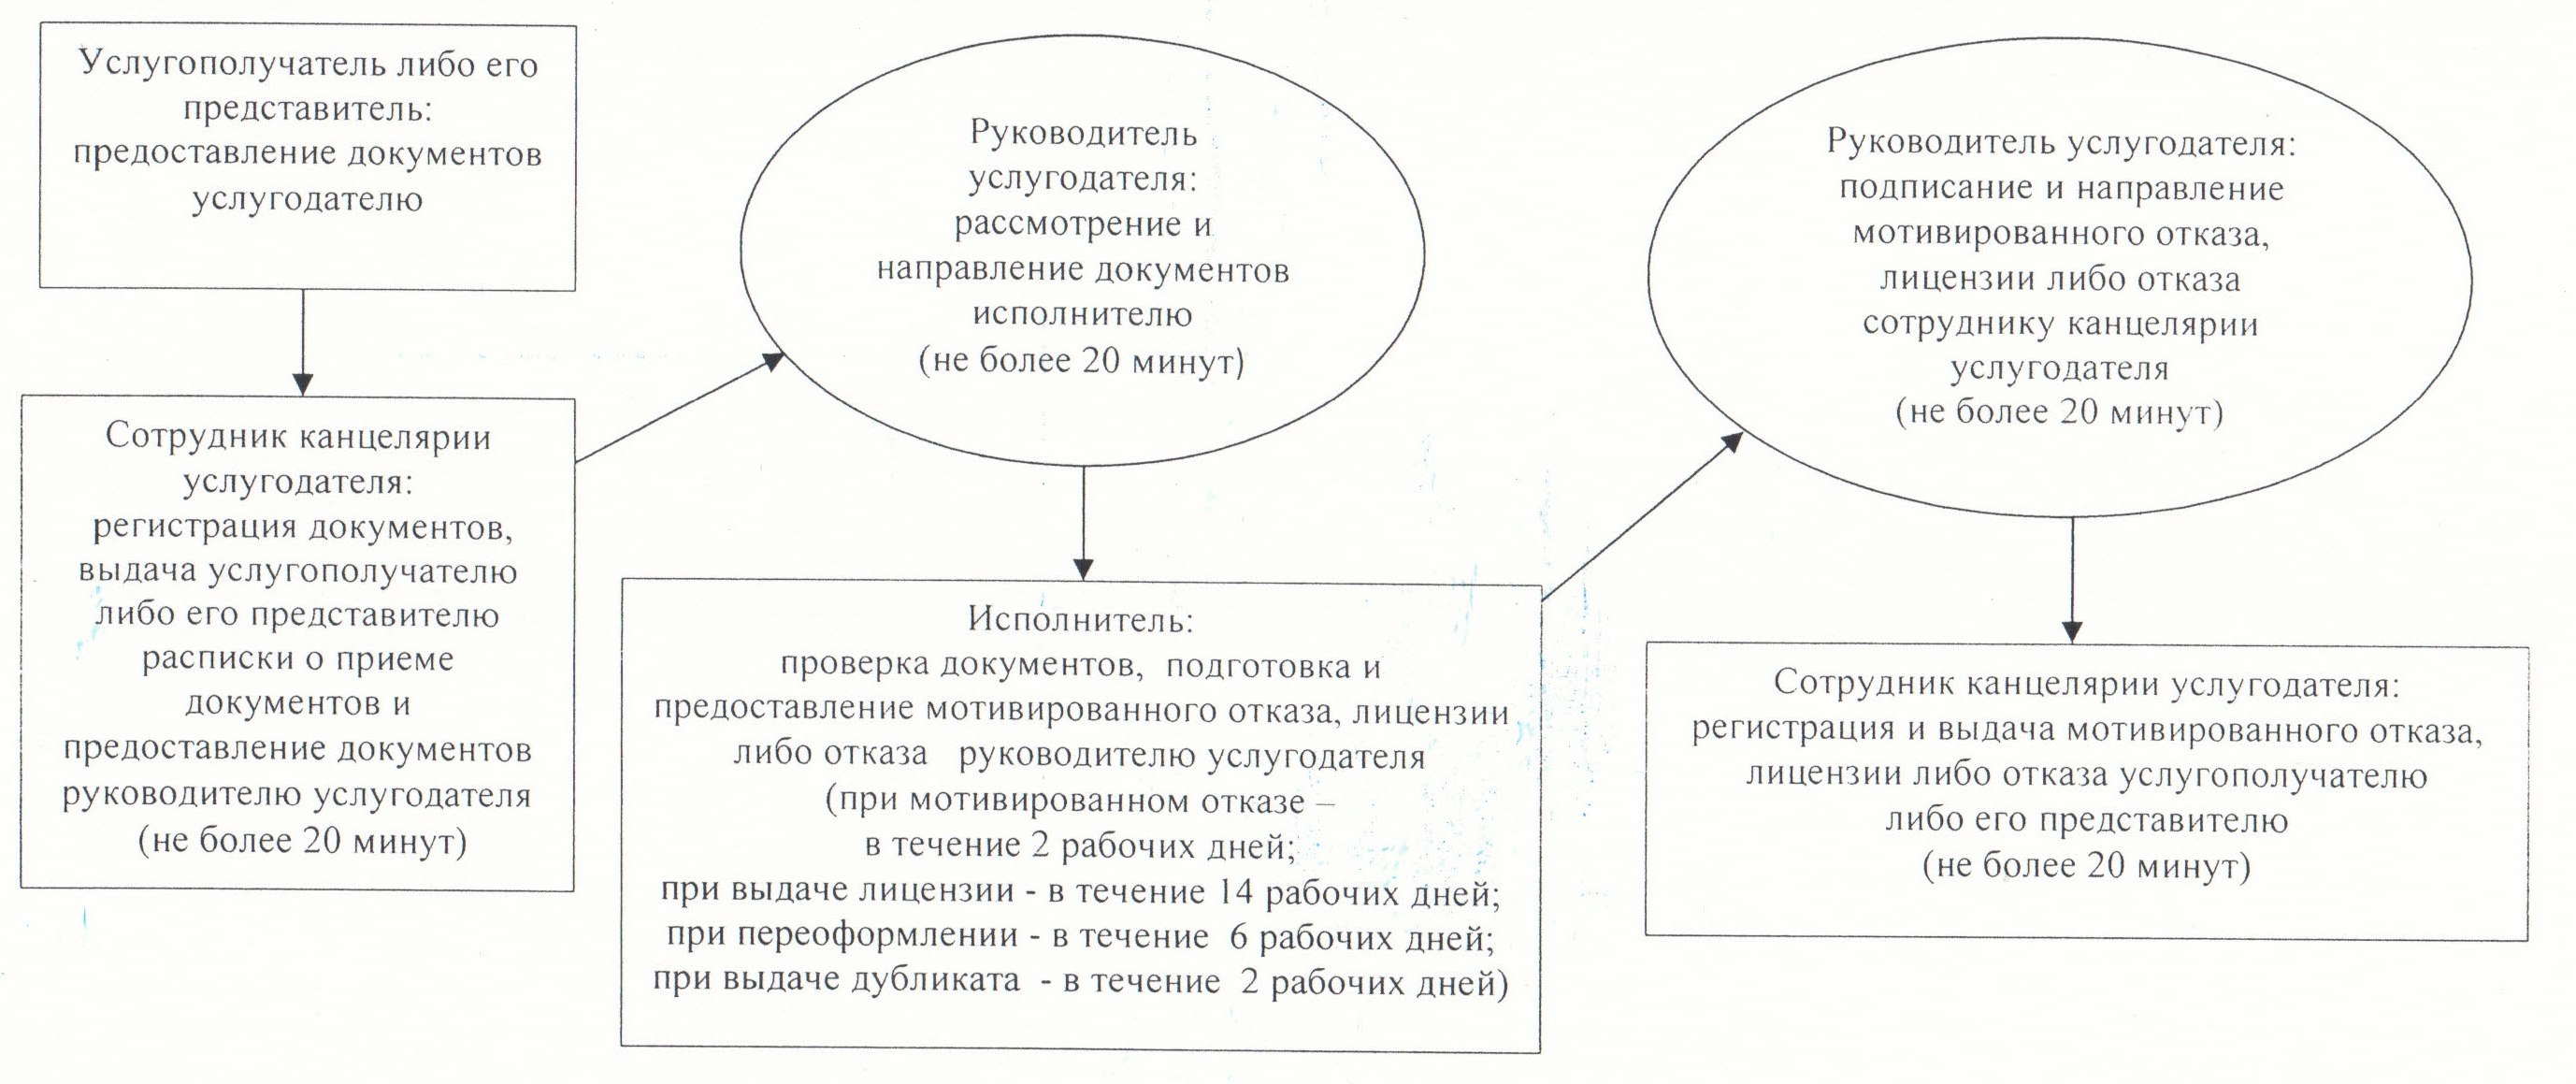 Услугополучатель либо его
представитель:
предоставление документов
услугодателю
Сотрудник канцелярии
услугодателя:
регистрация документов,
выдача услугополучателю
либо его представителю
расписки о приеме
документов и
предоставление документов
руководителю услугодателя
(не более 20 минут)
Руководитель
услугодателя:
рассмотрение и
направление документов
исполнителю
(не более 20 минут)
Исполнитель:
проверка документов, подготовка и
предоставление мотивированного отказа, лицензии
либо отказа руководителю услугодателя
(при мотивированном отказе –
в течение 2 рабочих дней;
при выдаче лицензии - в течение 14 рабочих дней;
при переоформлении - в течение 6 рабочих дней;
при выдаче дубликата - в течение 2 рабочих дней)
Руководитель услугодателя:
подписание и направление
мотивированного отказа,
лицензии либо отказа
сотруднику канцелярии
услугодателя
(не более 20 минут)
Сотрудник канцелярии услугодателя:
регистрация и выдача мотивированного отказа,
лицензии либо отказа услугополучателю
либо его представителю
(не более 20 минут)